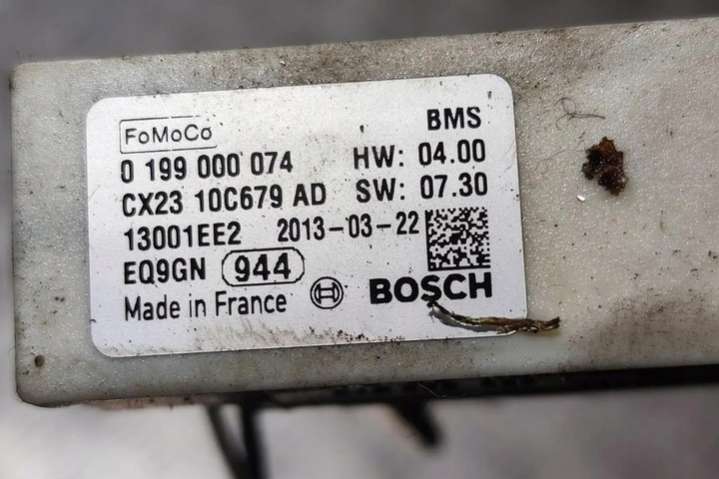 FoMoCo
BMS
0 199 000 074 HW: 04.00
CX23 10C679 AD SW: 07.30
13001EE2 2013-03-22
EQ9GN 944
Made in France BOSCH